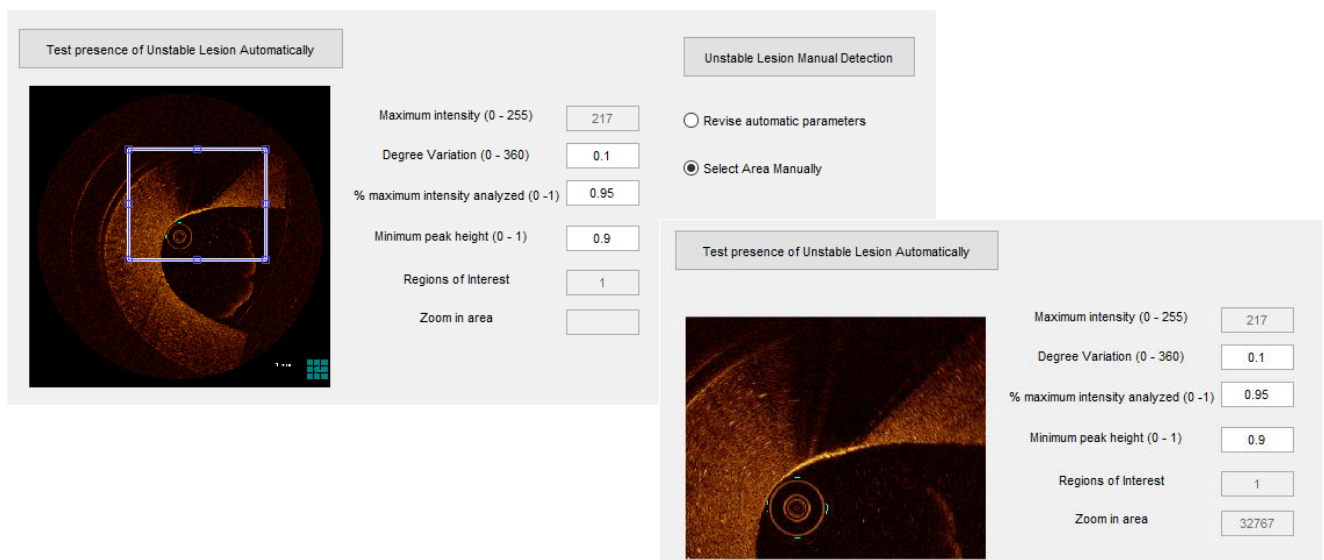 Test presence of Unstable Lesion Automatically
Unstable Lesion Manual Detection
Maximum intensity (0 - 255) 217
Revise automatic parameters
Degree Variation (0 - 360) 0.1
Select Area Manually
% maximum intensity analyzed (0 -1) 0.95
Minimum peak height (0 - 1) 0.9
Regions of Interest 1
Zoom in area
Test presence of Unstable Lesion Automatically
Maximum intensity (0 - 255) 217
Degree Variation (0 - 360) 0.1
% maximum intensity analyzed (0 -1) 0.95
Minimum peak height (0 - 1) 0.9
Regions of Interest 1
Zoom in area 32767